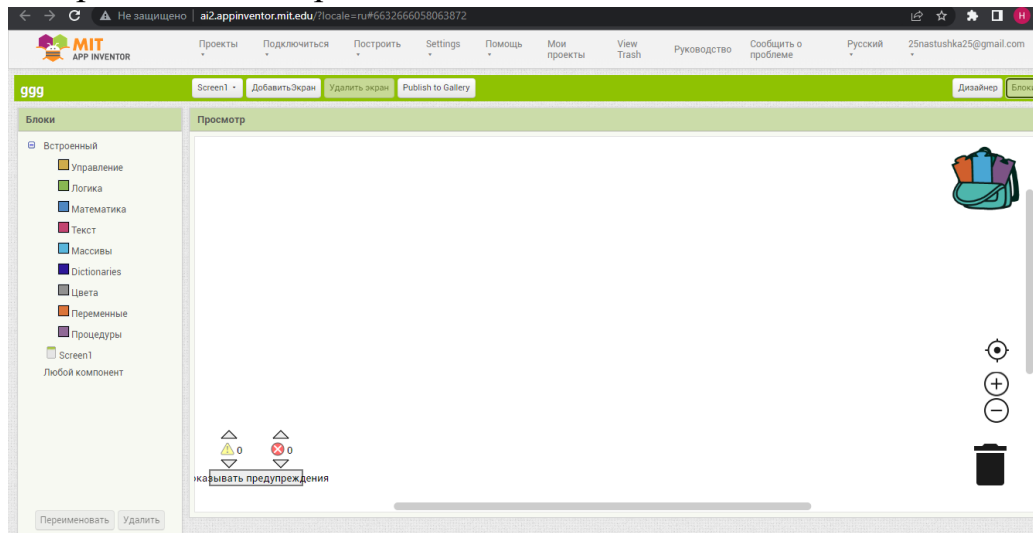 Не защищено ai2.appinventor.mit.edu/?locale=ru#6632666058063872 Н
MIT
APP INVENTOR
Проекты Подключиться Построить Settings Помощь Мои проекты View Trash Руководство Сообщить о проблеме Русский 25nastushka25@gmail.com
ggg Screen1 ДобавитьЭкран Удалить экран Publish to Gallery Дизайнер Блоки
Блоки Просмотр
Встроенный
Управление
Логика
Математика
Текст
Массивы
Dictionaries
Цвета
Переменные
Процедуры
Screen1
Любой компонент
0 0
оказывать предупреждения
Переименовать Удалить